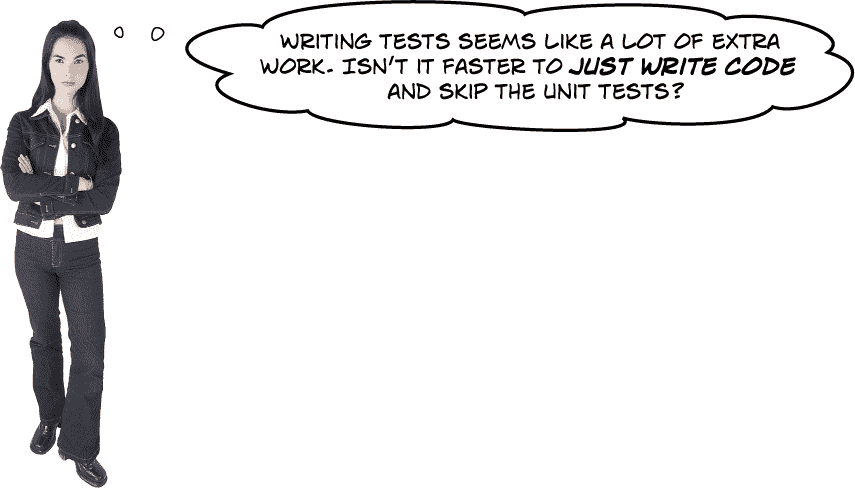 WRITING TESTS SEEMS LIKE A LOT OF EXTRA
WORK. ISN'T IT FASTER TO JUST WRITE CODE
AND SKIP THE UNIT TESTS?